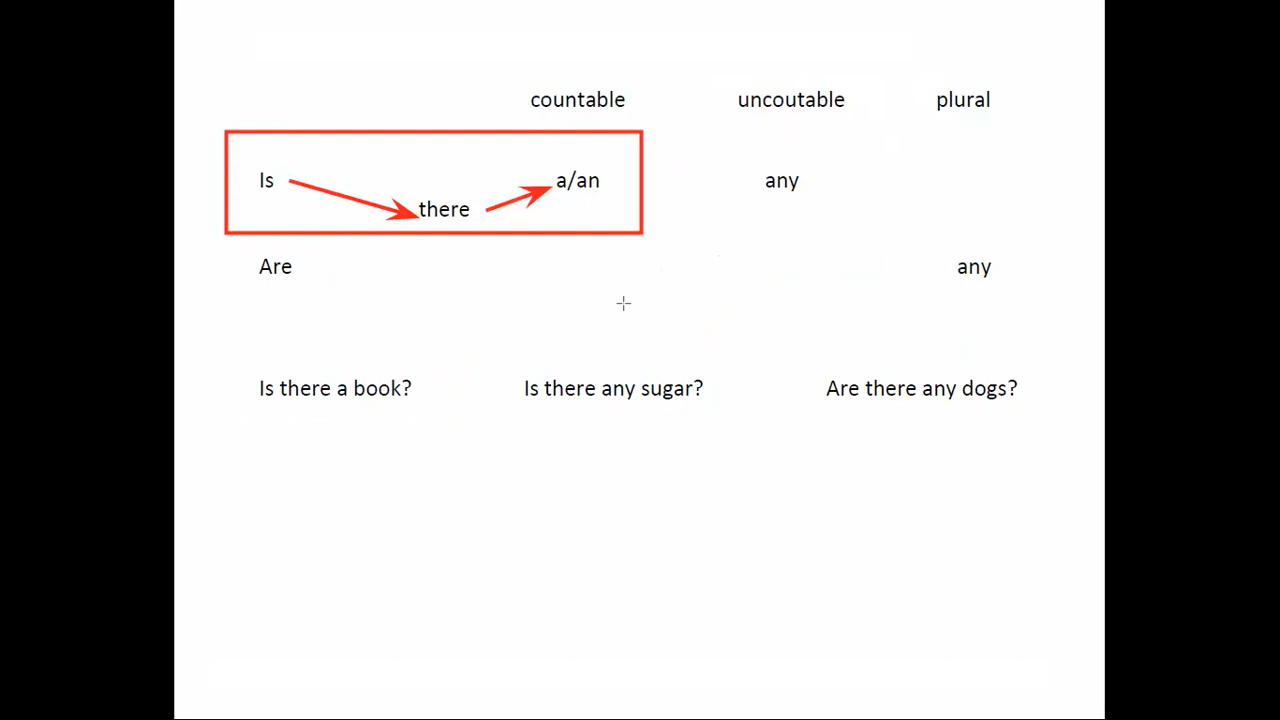 countable uncoutable plural
Is a/an any
there
Are any
Is there a book? Is there any sugar? Are there any dogs?